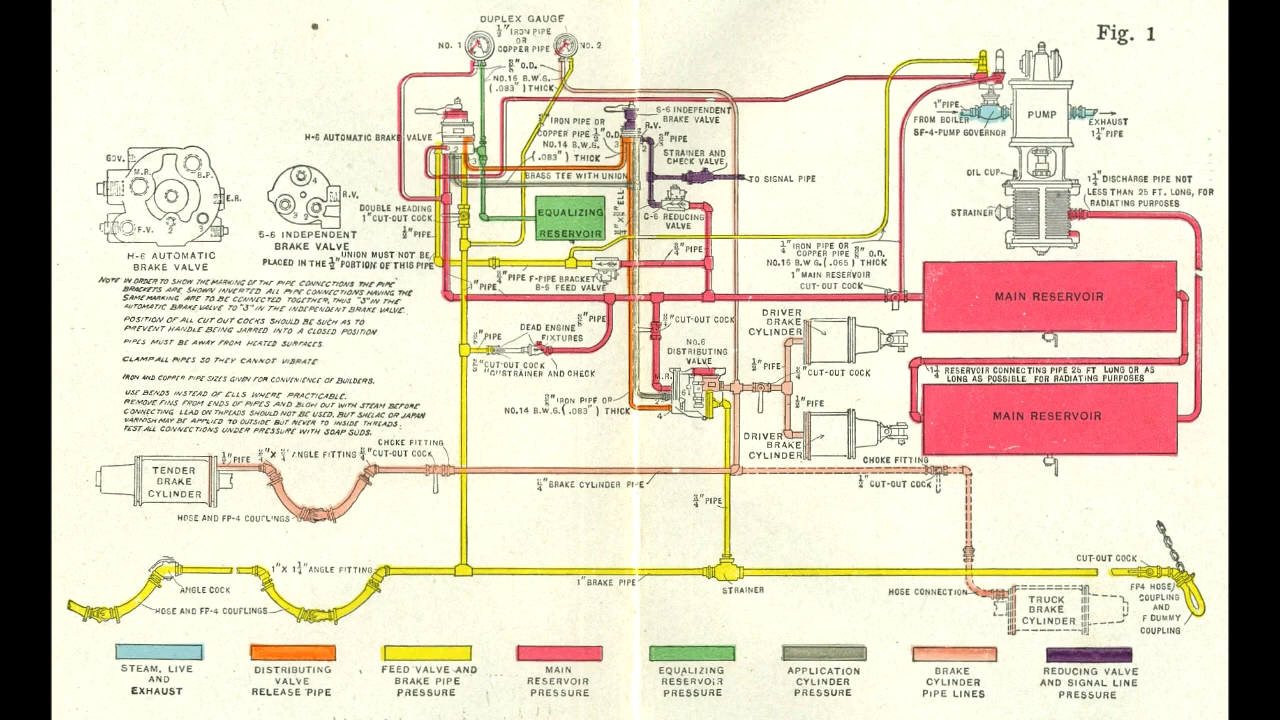 DUPLEX GAUGE
Fig. 1
NO. 1
½" IRON PIPE
OR
COPPER PIPE
NO. 2
⅝" O.D.
NO.16 B.W.G.
(.083") THICK
H-6 AUTOMATIC BRAKE VALVE
IRON PIPE OR
COPPER PIPE ½" O.D.
NO.14 B.W.G.
(.083") THICK
S-6 INDEPENDENT
BRAKE VALVE
R.V.
⅜" PIPE
STRAINER AND
CHECK VALVE
TO SIGNAL PIPE
BRASS TEE WITH UNION
C-6 REDUCING
VALVE
1" PIPE
FROM BOILER
SF-4-PUMP GOVERNOR
PUMP
EXHAUST
1¼" PIPE
OIL CUP
STRAINER
1½" DISCHARGE PIPE NOT
LESS THAN 25 FT. LONG, FOR
RADIATING PURPOSES
GOV.
M.R.
B.P.
E.R.
F.V.
2
3
H-6 AUTOMATIC
BRAKE VALVE
4
R.V.
3
2
S-6 INDEPENDENT
BRAKE VALVE
DOUBLE HEADING
1" CUT-OUT COCK
½" PIPE
UNION MUST NOT BE
PLACED IN THE ½" PORTION OF THIS PIPE
EQUALIZING
RESERVOIR
¾" PIPE
¾" PIPE
F-PIPE BRACKET
B-6 FEED VALVE
1" PIPE
¼" IRON PIPE OR
COPPER PIPE ⅜" O.D.
NO.16 B.W.G. (.065) THICK
1" MAIN RESERVOIR
CUT-OUT COCK
MAIN RESERVOIR
NOTE IN ORDER TO SHOW THE MARKING OF THE PIPE CONNECTIONS THE PIPE
BRACKETS ARE SHOWN INVERTED ALL PIPE CONNECTIONS HAVING THE
SAME MARKING ARE TO BE CONNECTED TOGETHER, THUS "3" IN THE
AUTOMATIC BRAKE VALVE TO "3" IN THE INDEPENDENT BRAKE VALVE.
POSITION OF ALL CUT OUT COCKS SHOULD BE SUCH AS TO
PREVENT HANDLE BEING JARRED INTO A CLOSED POSITION
PIPES MUST BE AWAY FROM HEATED SURFACES.
CLAMP ALL PIPES SO THEY CANNOT VIBRATE
IRON AND COPPER PIPE SIZES GIVEN FOR CONVENIENCE OF BUILDERS.
USE BENDS INSTEAD OF ELLS WHERE PRACTICABLE.
REMOVE FINS FROM ENDS OF PIPES AND BLOW OUT WITH STEAM BEFORE
CONNECTING LEAD ON THREADS SHOULD NOT BE USED, BUT SHELAC OR JAPAN
VARNISH MAY BE APPLIED TO OUTSIDE BUT NEVER TO INSIDE THREADS.
TEST ALL CONNECTIONS UNDER PRESSURE WITH SOAP SUDS.
DEAD ENGINE
FIXTURES
CUT-OUT COCK
STRAINER AND CHECK
CUT-OUT COCK
NO.6
DISTRIBUTING
VALVE
M.R.
IRON PIPE OR
NO.14 B.W.G. (.083") THICK
DRIVER
BRAKE
CYLINDER
¾" CUT-OUT COCK
½" PIPE
½" PIPE
DRIVER
BRAKE
CYLINDER
1¼ RESERVOIR CONNECTING PIPE 25 FT LONG OR AS
LONG AS POSSIBLE FOR RADIATING PURPOSES
MAIN RESERVOIR
TENDER
BRAKE
CYLINDER
½" PIPE
ANGLE FITTING
CUT-OUT COCK
CHOKE FITTING
HOSE AND FP-4 COUPLINGS
¾" BRAKE CYLINDER PIPE
¾" PIPE
CHOKE FITTING
½" CUT-OUT COCK
ANGLE COCK
HOSE AND FP-4 COUPLINGS
1" X 1¼" ANGLE FITTING
1" BRAKE PIPE
STRAINER
HOSE CONNECTION
TRUCK
BRAKE
CYLINDER
CUT-OUT COCK
FP4 HOSE
COUPLING
AND
F DUMMY
COUPLING
STEAM, LIVE
AND
EXHAUST
DISTRIBUTING
VALVE
RELEASE PIPE
FEED VALVE AND
BRAKE PIPE
PRESSURE
MAIN
RESERVOIR
PRESSURE
EQUALIZING
RESERVOIR
PRESSURE
APPLICATION
CYLINDER
PRESSURE
BRAKE
CYLINDER
PIPE LINES
REDUCING VALVE
AND SIGNAL LINE
PRESSURE